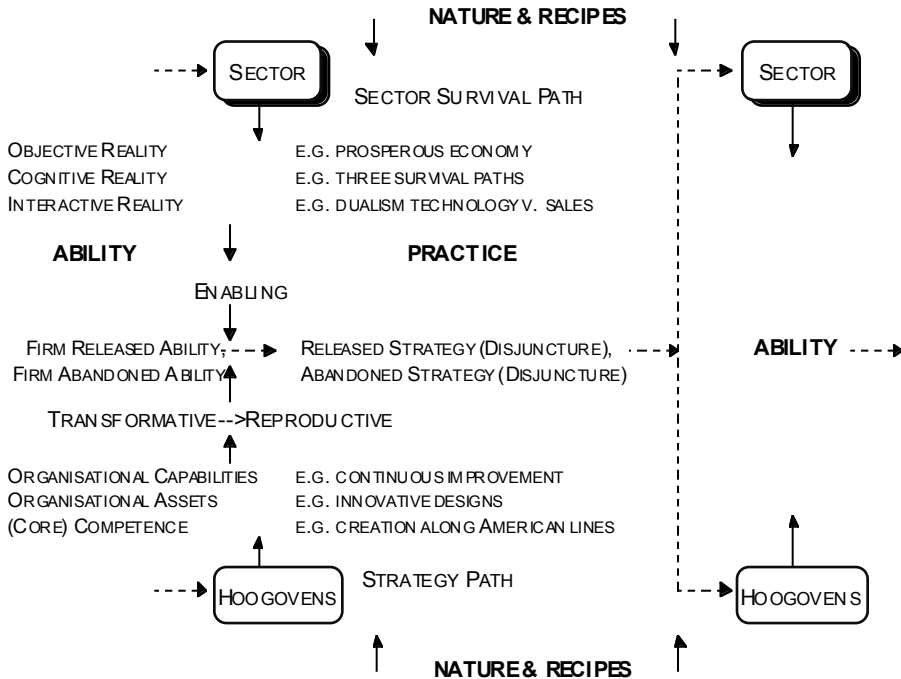 NATURE & RECIPES
SECTOR SECTOR
SECTOR SURVIVAL PATH
OBJECTIVE REALITY E.G. PROSPEROUS ECONOMY
COGNITIVE REALITY E.G. THREE SURVIVAL PATHS
INTERACTIVE REALITY E.G. DUALISM TECHNOLOGY V. SALES
ABILITY PRACTICE
ENABLING
FIRM RELEASED ABILITY, RELEASED STRATEGY (DISJUNCTURE), ABILITY
FIRM ABANDONED ABILITY ABANDONED STRATEGY (DISJUNCTURE)
TRANSFORMATIVE-->REPRODUCTIVE
ORGANISATIONAL CAPABILITIES E.G. CONTINUOUS IMPROVEMENT
ORGANISATIONAL ASSETS E.G. INNOVATIVE DESIGNS
(CORE) COMPETENCE E.G. CREATION ALONG AMERICAN LINES
STRATEGY PATH
HOOGOVENS HOOGOVENS
NATURE & RECIPES